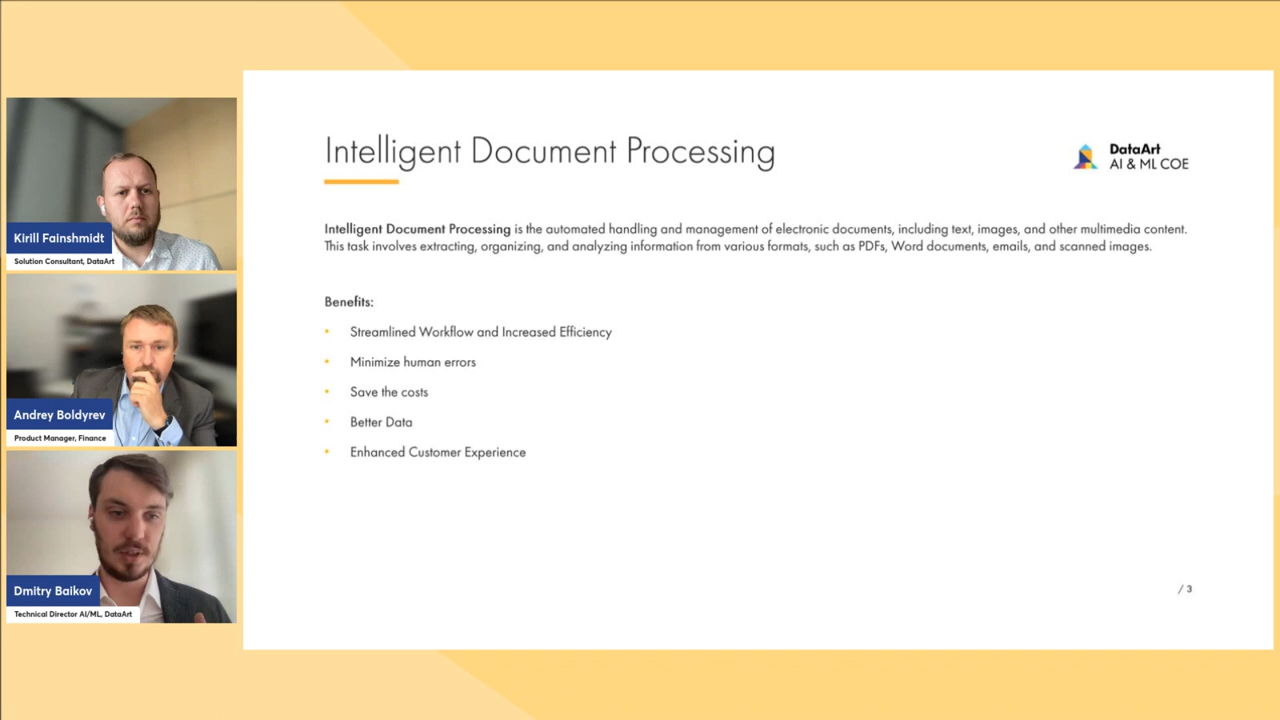 Intelligent Document Processing
DataArt
AI & ML COE
Intelligent Document Processing is the automated handling and management of electronic documents, including text, images, and other multimedia content.
This task involves extracting, organizing, and analyzing information from various formats, such as PDFs, Word documents, emails, and scanned images.
Benefits:
• Streamlined Workflow and Increased Efficiency
• Minimize human errors
• Save the costs
• Better Data
• Enhanced Customer Experience
/ 3
Kirill Fainshmidt
Solution Consultant, DataArt
Andrey Boldyrev
Product Manager, Finance
Dmitry Baikov
Technical Director AI/ML, DataArt